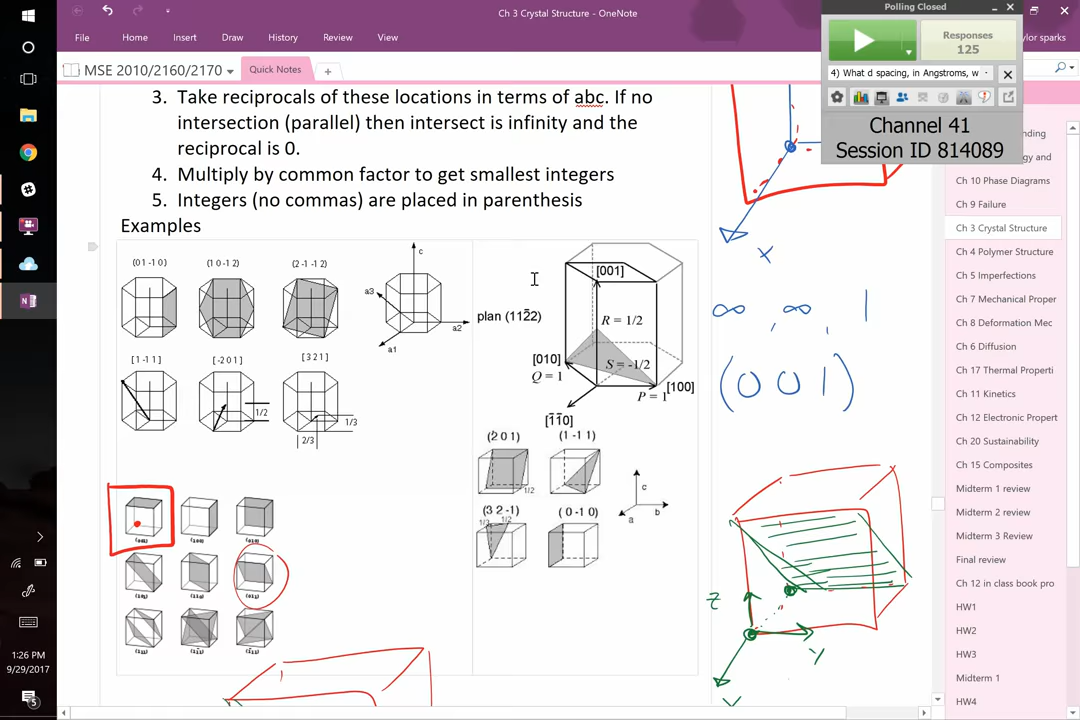 Ch 3 Crystal Structure - OneNote
Polling Closed
ylor sparks
File Home Insert Draw History Review View
Responses
125
MSE 2010/2160/2170
Quick Notes
4) What d spacing, in Angstroms, w
Channel 41
Session ID 814089
3. Take reciprocals of these locations in terms of abc. If no
intersection (parallel) then intersect is infinity and the
reciprocal is 0.
4. Multiply by common factor to get smallest integers
5. Integers (no commas) are placed in parenthesis
Examples
(01 -1 0) (1 0 -1 2) (2 -1 -1 2)
c
a3
a2
a1
[1 -1 1] [-2 0 1] [3 2 1]
1/2
1/3
2/3
[001]
plan (112̄2)
R = 1/2
[010]
Q = 1
S = -1/2
[100]
P = 1
[1̄1̄0]
(2 0 1) (1 -1 1)
1/2
c
a b
(3 2 -1) (0 -1 0)
1/3 1/2
X
∞ , ∞ , 1
(0 0 1)
Z
Y
nding
gy and
Ch 10 Phase Diagrams
Ch 9 Failure
Ch 3 Crystal Structure
Ch 4 Polymer Structure
Ch 5 Imperfections
Ch 7 Mechanical Proper
Ch 8 Deformation Mec
Ch 6 Diffusion
Ch 17 Thermal Properti
Ch 11 Kinetics
Ch 12 Electronic Propert
Ch 20 Sustainability
Ch 15 Composites
Midterm 1 review
Midterm 2 review
Midterm 3 Review
Final review
Ch 12 in class book pro
HW1
HW2
HW3
Midterm 1
HW4
1:26 PM
9/29/2017
5